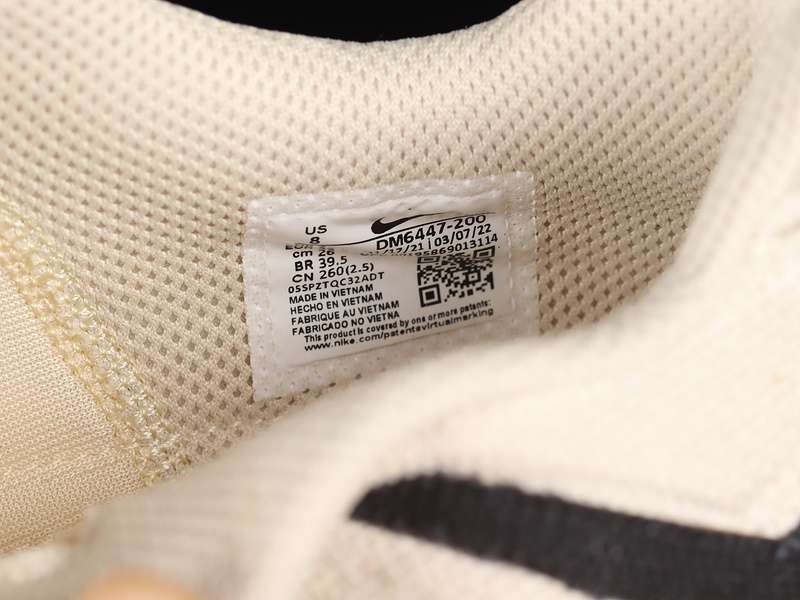 US
8
DM6447-200
03/07/22
cm 26
BR 39.5
CN 260(2.5)
05SPZTQC32ADT
MADE IN VIETNAM
HECHO EN VIETNAM
FABRIQUE AU VIETNAM
FABRICADO NO VIETNA
This product is covered by one or more patents:
www.nike.com/patentsvirtualmarking